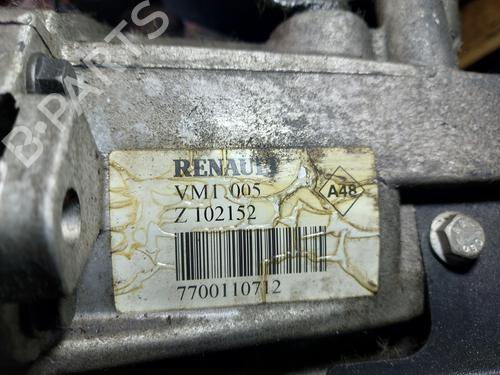 B-PARTS
RENAULT
VM1 005
A48
Z 102152
7700110712